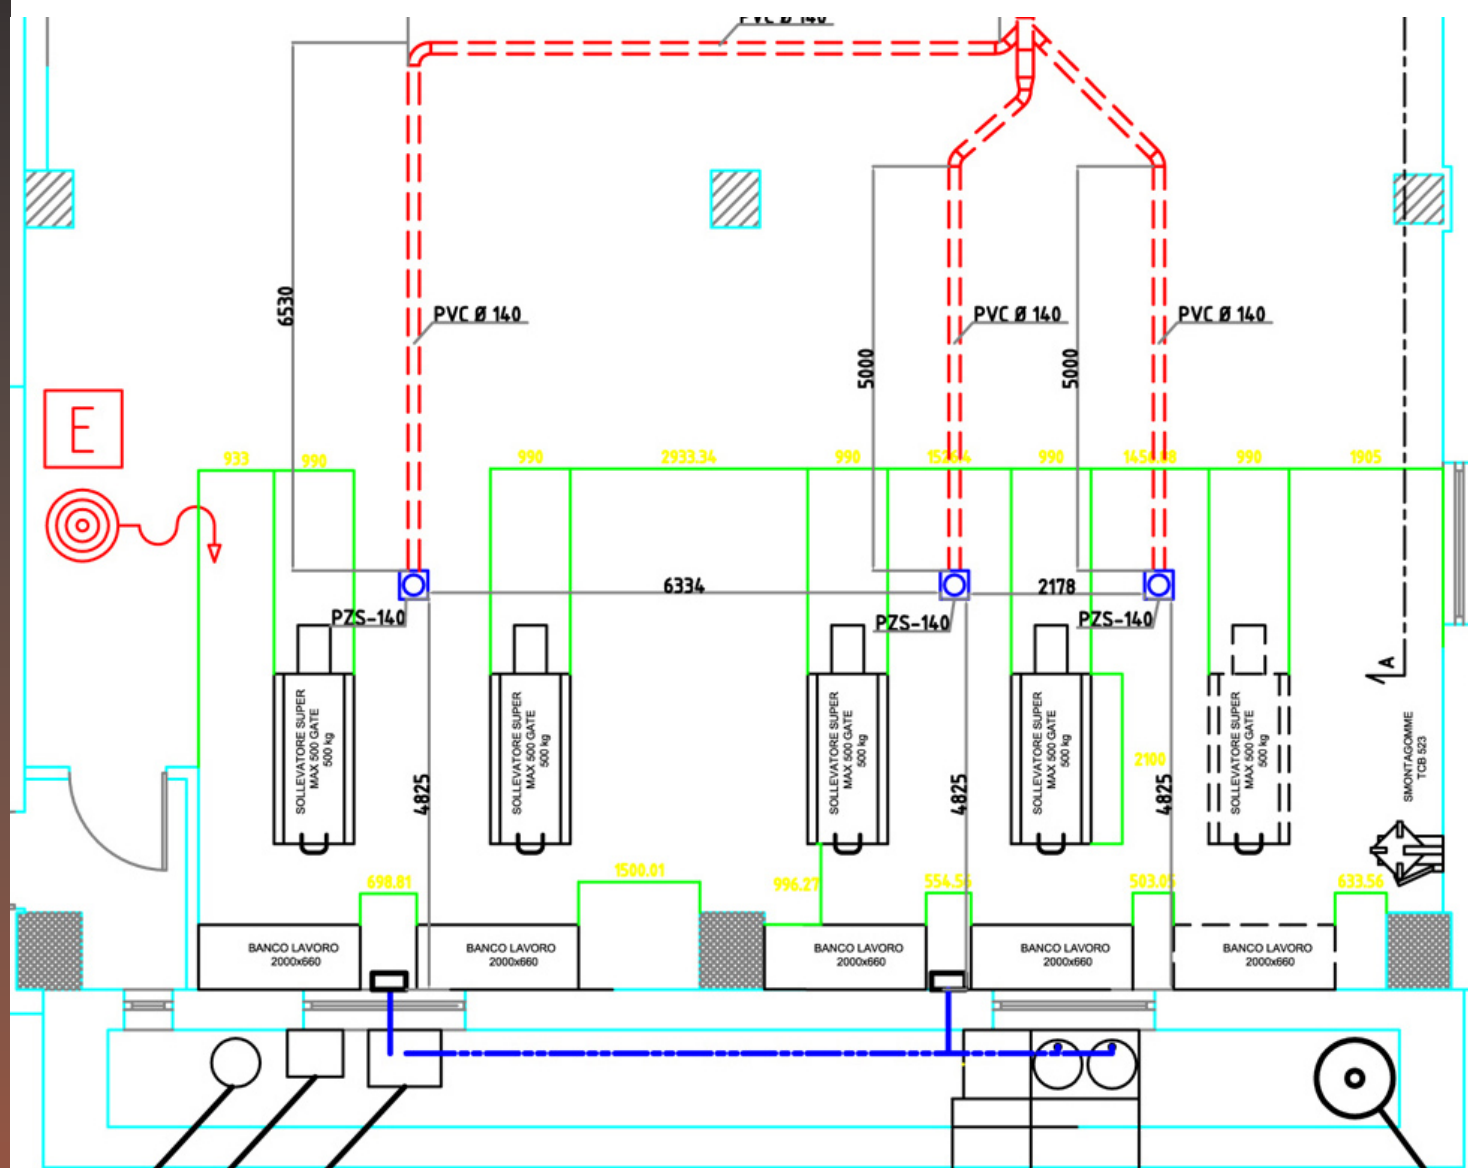 PVC Ø 140
6530
PVC Ø 140
PVC Ø 140
PVC Ø 140
5000
5000
E
933
990
990
2933.34
990
990
990
1905
6334
2178
PZS-140
PZS-140
PZS-140
SOLLEVATORE SUPER
MAX 500 GATE
500 kg
SOLLEVATORE SUPER
MAX 500 GATE
500 kg
SOLLEVATORE SUPER
MAX 500 GATE
500 kg
SOLLEVATORE SUPER
MAX 500 GATE
500 kg
SOLLEVATORE SUPER
MAX 500 GATE
500 kg
A
SMONTAGOMME
TCB 523
2100
4825
4825
4825
698.81
1500.01
996.27
554.54
503.05
633.56
BANCO LAVORO
2000x660
BANCO LAVORO
2000x660
BANCO LAVORO
2000x660
BANCO LAVORO
2000x660
BANCO LAVORO
2000x660